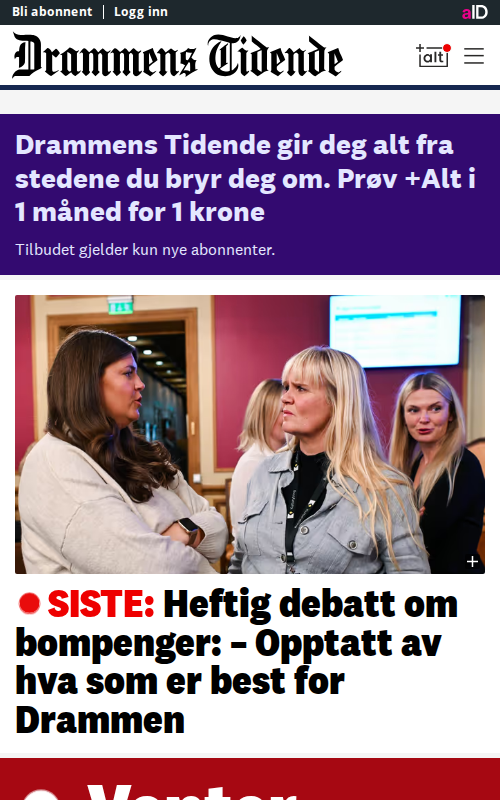 Bli abonnent
Logg inn
aID
Drammens Tidende
+alt
Drammens Tidende gir deg alt fra
stedene du bryr deg om. Prøv +Alt i
1 måned for 1 krone
Tilbudet gjelder kun nye abonnenter.
SISTE: Heftig debatt om
bompenger: – Opptatt av
hva som er best for
Drammen
Venter